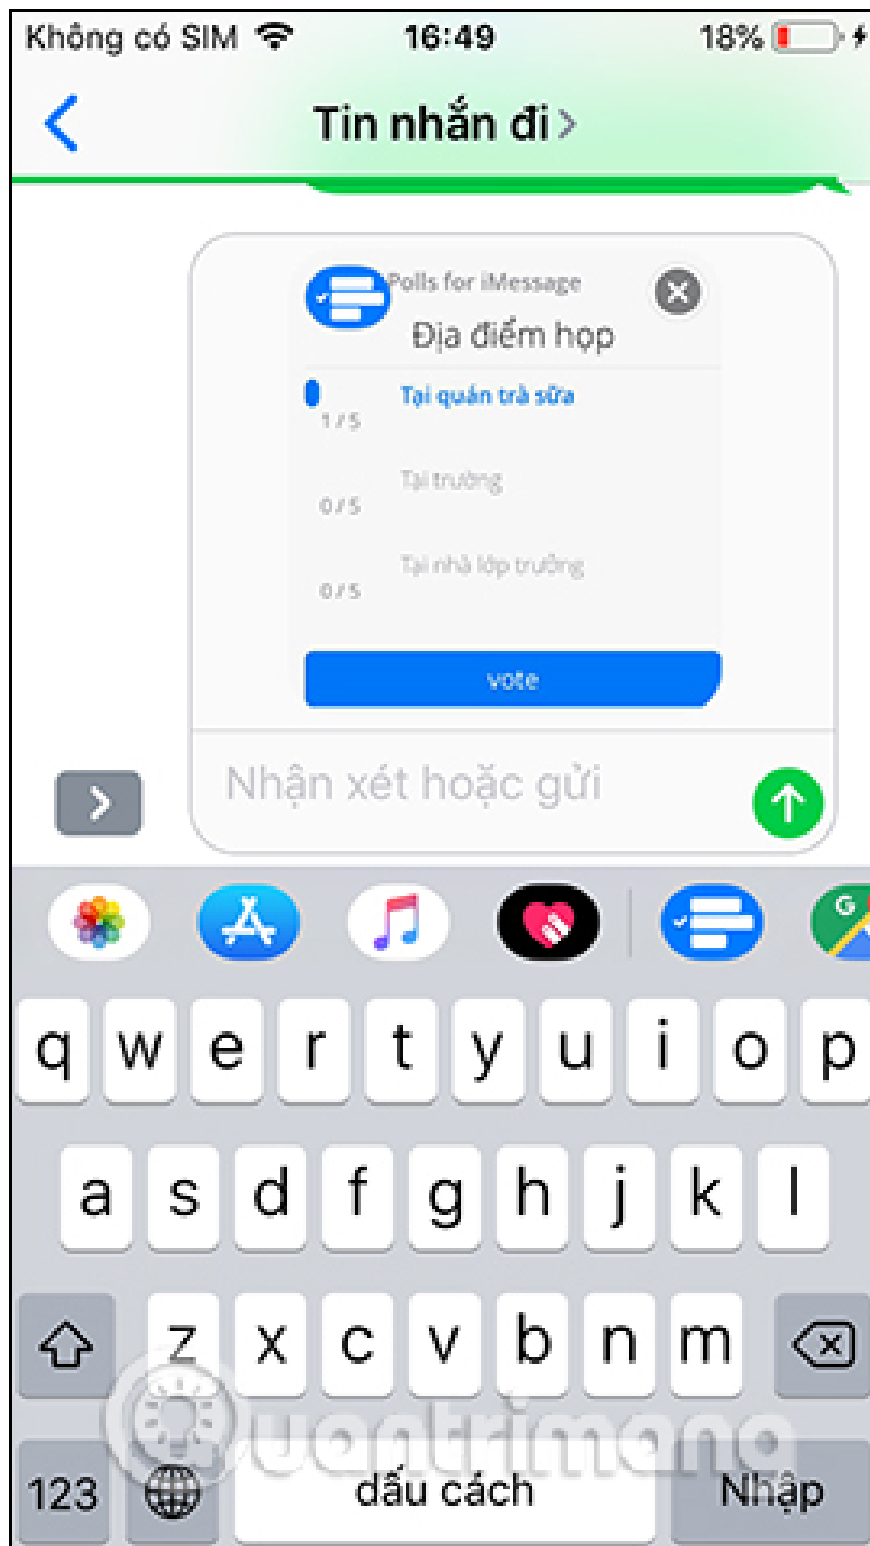 Không có SIM 16:49 18%
Tin nhắn đi
Polls for iMessage
Địa điểm họp
Tại quán trà sữa
1 / 5
Tại trường
0 / 5
Tại nhà lớp trưởng
0 / 5
vote
Nhận xét hoặc gửi
G
q w e r t y u i o p
a s d f g h j k l
z x c v b n m
uantrimang
123 dấu cách Nhập